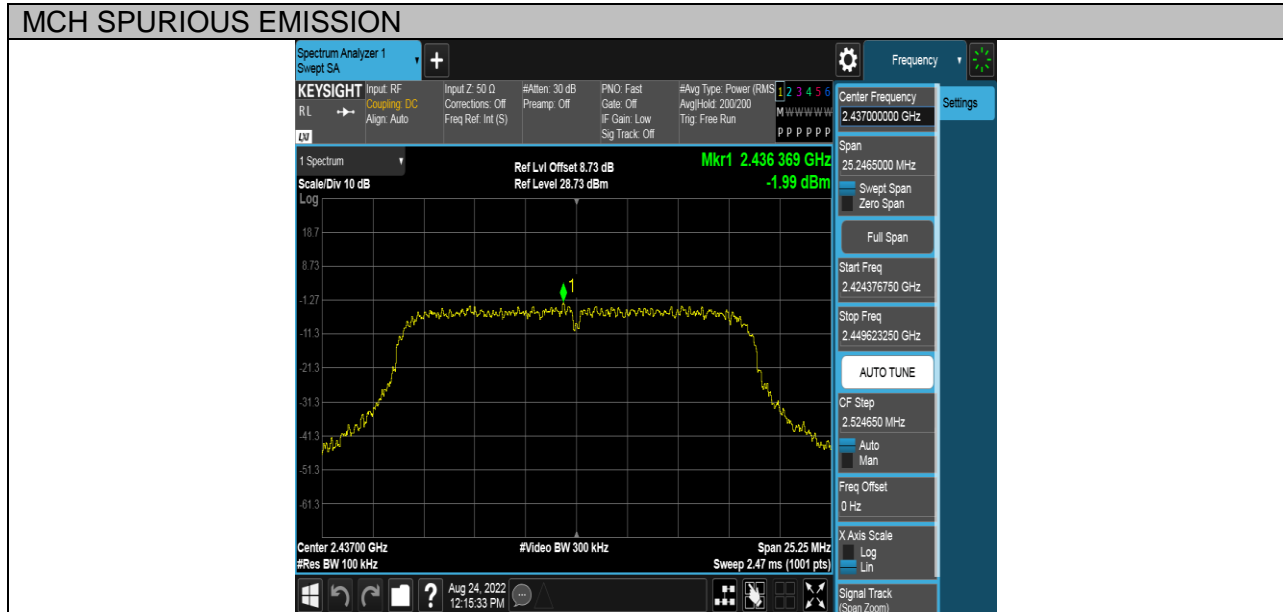 MCH SPURIOUS EMISSION
Spectrum Analyzer 1
Swept SA
+
Frequency
KEYSIGHT
RL
LXI
Input: RF
Coupling: DC
Align: Auto
Input Z: 50 Ω
Corrections: Off
Freq Ref: Int (S)
#Atten: 30 dB
Preamp: Off
PNO: Fast
Gate: Off
IF Gain: Low
Sig Track: Off
#Avg Type: Power (RMS
Avg|Hold: 200/200
Trig: Free Run
1 2 3 4 5 6
M W W W W W
P P P P P P
1 Spectrum
Scale/Div 10 dB
Log
Ref Lvl Offset 8.73 dB
Ref Level 28.73 dBm
Mkr1 2.436 369 GHz
-1.99 dBm
18.7
8.73
-1.27
-11.3
-21.3
-31.3
-41.3
-51.3
-61.3
1
Center 2.43700 GHz
#Res BW 100 kHz
#Video BW 300 kHz
Span 25.25 MHz
Sweep 2.47 ms (1001 pts)
?
Aug 24, 2022
12:15:33 PM
Center Frequency
2.437000000 GHz
Settings
Span
25.2465000 MHz
Swept Span
Zero Span
Full Span
Start Freq
2.424376750 GHz
Stop Freq
2.449623250 GHz
AUTO TUNE
CF Step
2.524650 MHz
Auto
Man
Freq Offset
0 Hz
X Axis Scale
Log
Lin
Signal Track
(Span Zoom)